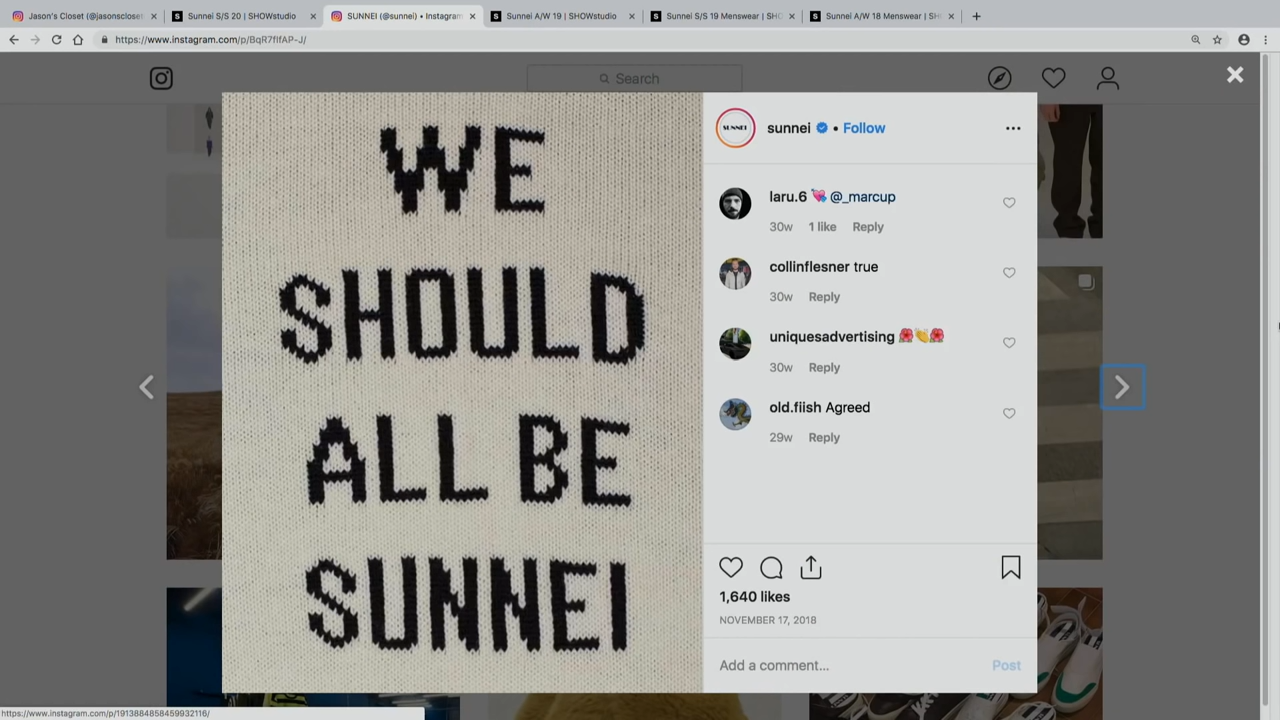 Jason's Closet (@jasonscloset
Sunnei S/S 20 | SHOWstudio
SUNNEI (@sunnei) • Instagram
Sunnei A/W 19 | SHOWstudio
Sunnei S/S 19 Menswear | SHO
Sunnei A/W 18 Menswear | SH
https://www.instagram.com/p/BqR7fIfAP-J/
Search
WE
SHOULD
ALL BE
SUNNEI
SUNNEI
sunnei • Follow
laru.6 💘 @_marcup
30w 1 like Reply
collinflesner true
30w Reply
uniquesadvertising 🌺👏🌺
30w Reply
old.fiish Agreed
29w Reply
1,640 likes
NOVEMBER 17, 2018
Add a comment... Post
https://www.instagram.com/p/1913884858459932116/